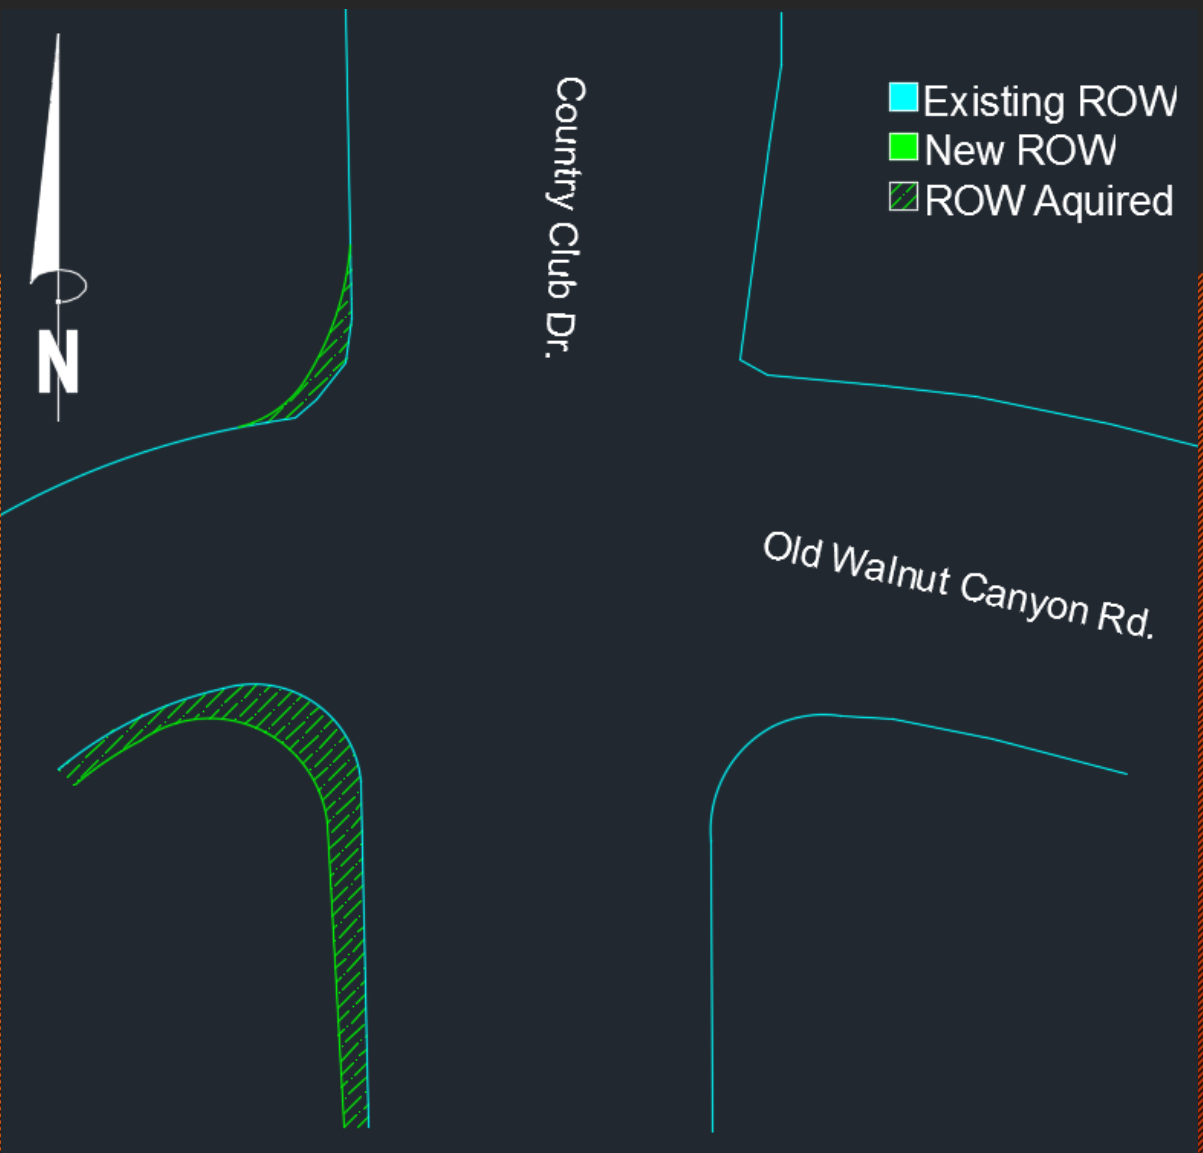 Country Club Dr.
Existing ROW
New ROW
ROW Aquired
N
Old Walnut Canyon Rd.